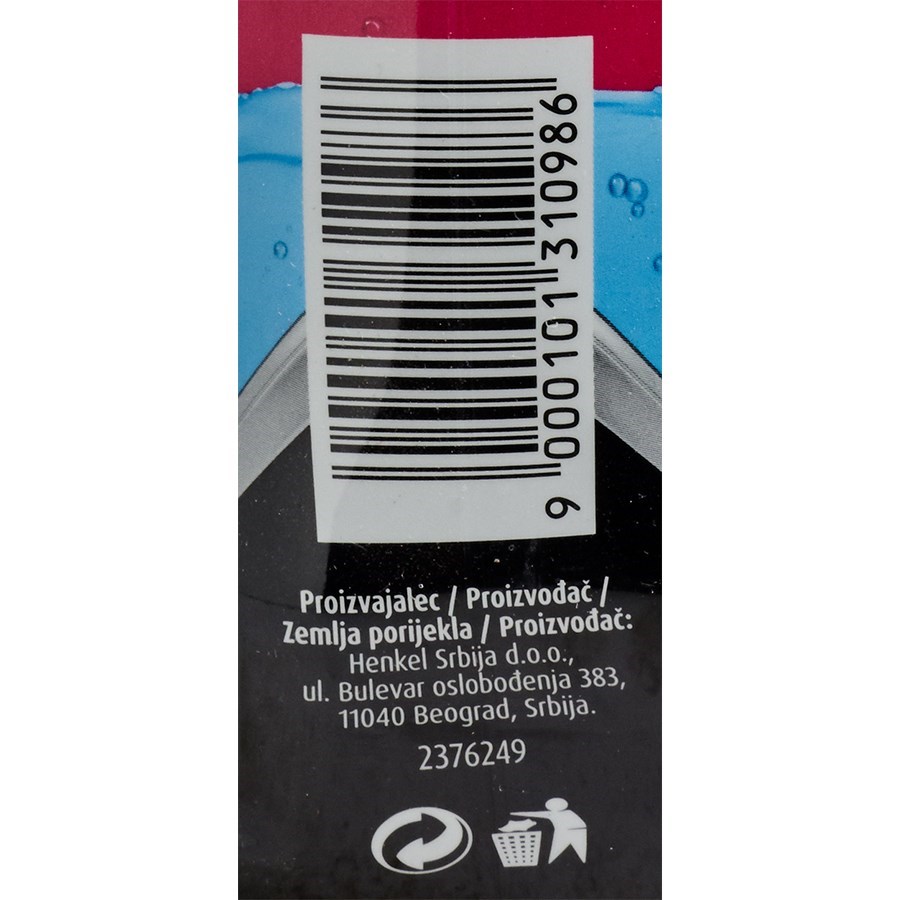 9 000101 310986
Proizvajalec / Proizvođač /
Zemlja porijekla / Proizvođač:
Henkel Srbija d.o.o.,
ul. Bulevar oslobođenja 383,
11040 Beograd, Srbija.
2376249